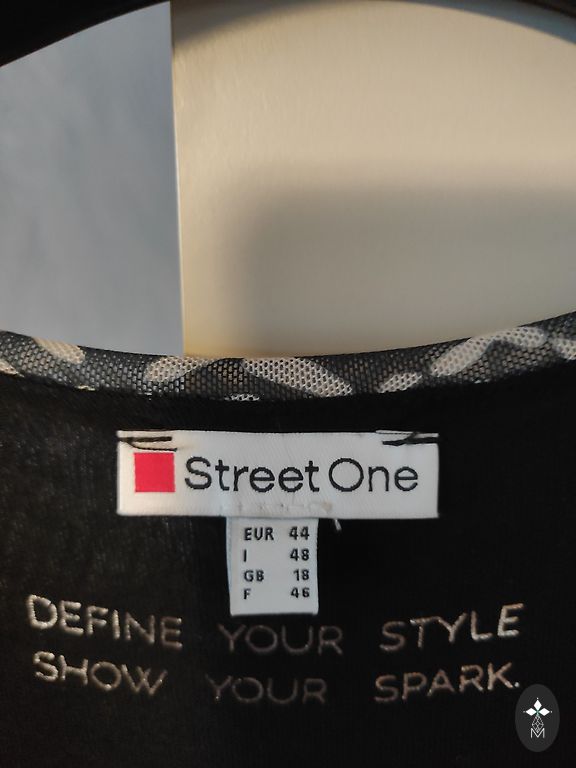 Street One
EUR 44
I 48
GB 18
F 46
DEFINE YOUR STYLE
SHOW YOUR SPARK.
M